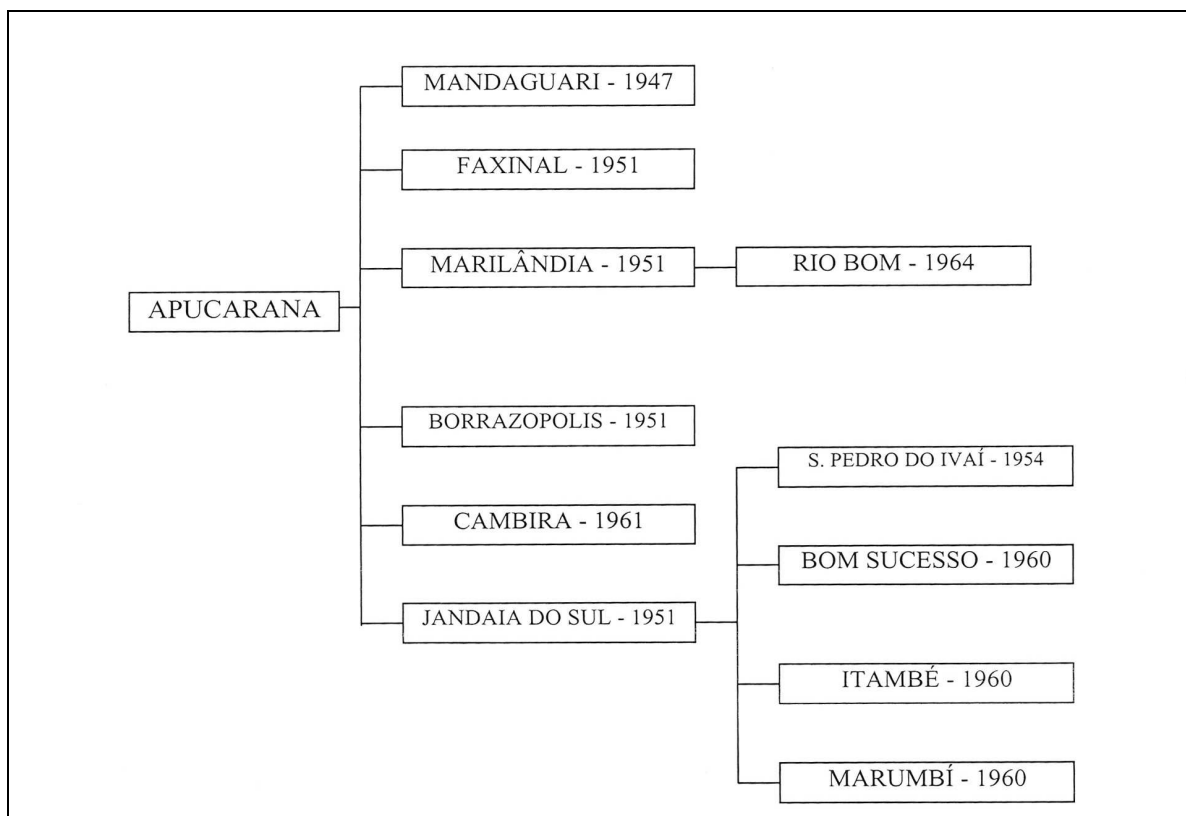 MANDAGUARI - 1947
FAXINAL - 1951
MARILÂNDIA - 1951
RIO BOM - 1964
APUCARANA
BORRAZOPOLIS - 1951
S. PEDRO DO IVAÍ - 1954
CAMBIRA - 1961
BOM SUCESSO - 1960
JANDAIA DO SUL - 1951
ITAMBÉ - 1960
MARUMBÍ - 1960